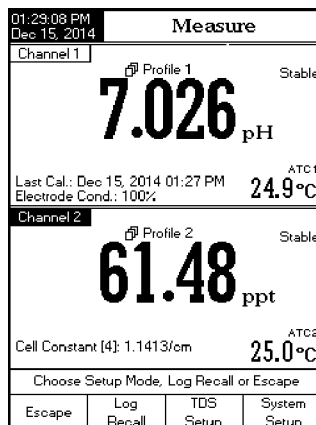 01:29:08 PM
Dec 15, 2014
Measure
Channel 1
Profile 1
Stable
7.026 pH
ATC1
Last Cal.: Dec 15, 2014 01:27 PM
Electrode Cond.: 100%
24.9°C
Channel 2
Profile 2
Stable
61.48 ppt
ATC2
Cell Constant [4]: 1.1413/cm
25.0°C
Choose Setup Mode, Log Recall or Escape
Escape
Log Recall
TDS Setup
System Setup